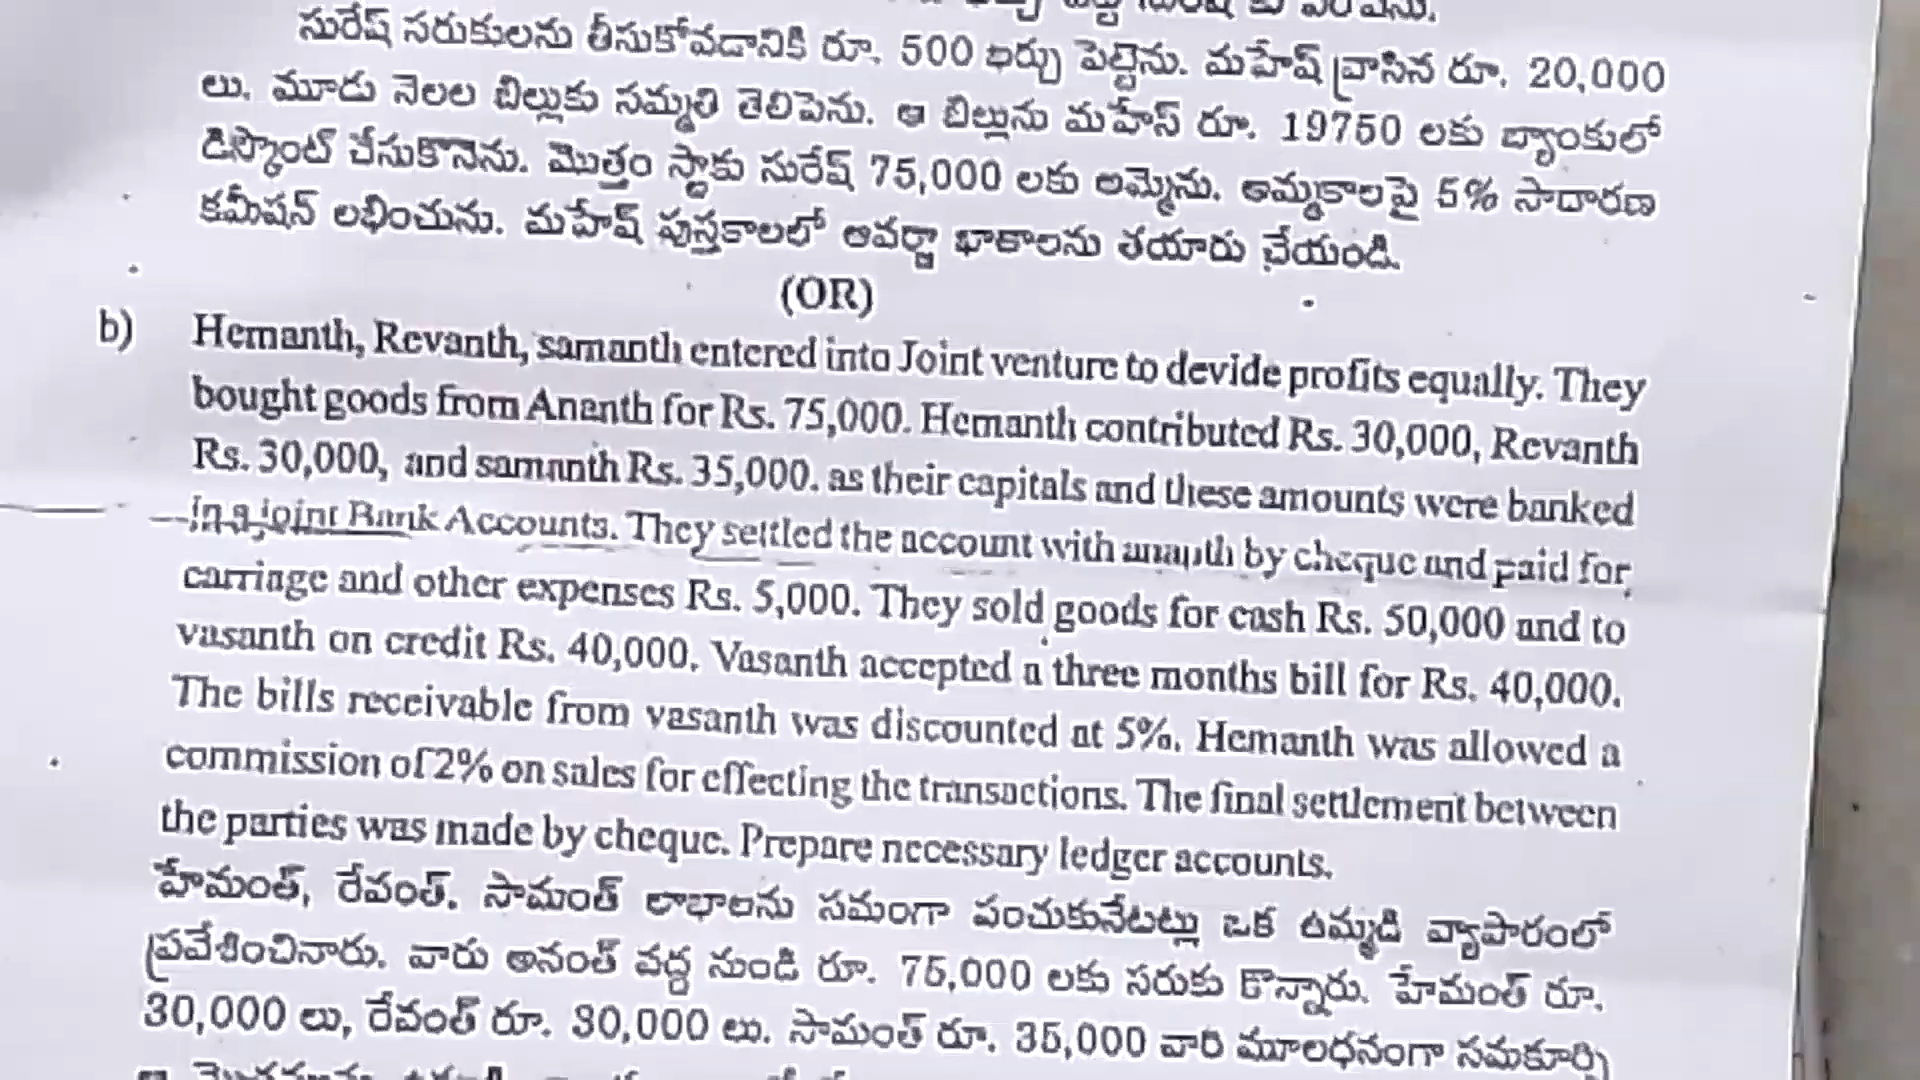 సురేష్ సరుకులను తీసుకోవడానికి రూ. 500 ఖర్చు పెట్టెను. మహేష్ వ్రాసిన రూ. 20,000
లు. మూడు నెలల బిల్లుకు సమ్మతి తెలిపెను. ఆ బిల్లును మహేస్ రూ. 19750 లకు బ్యాంకులో
డిస్కౌంట్ చేసుకొనెను. మొత్తం స్టాకు సురేష్ 75,000 లకు అమ్మెను. అమ్మకాలపై 5% సాదారణ
కమీషన్ లభించును. మహేష్ పుస్తకాలలో ఆవర్జా ఖాతాలను తయారు చేయండి.
(OR)
b) Hemanth, Revanth, samanth entered into Joint venture to devide profits equally. They
bought goods from Ananth for Rs. 75,000. Hemanth contributed Rs. 30,000, Revanth
Rs. 30,000, and samanth Rs. 35,000. as their capitals and these amounts were banked
in a joint Bank Accounts. They settled the account with ananth by cheque and paid for
carriage and other expenses Rs. 5,000. They sold goods for cash Rs. 50,000 and to
vasanth on credit Rs. 40,000. Vasanth accepted a three months bill for Rs. 40,000.
The bills receivable from vasanth was discounted at 5%. Hemanth was allowed a
commission of 2% on sales for effecting the transactions. The final settlement between
the parties was made by cheque. Prepare necessary ledger accounts.
హేమంత్, రేవంత్. సామంత్ లాభాలను సమంగా పంచుకునేటట్లు ఒక ఉమ్మడి వ్యాపారంలో
ప్రవేశించినారు. వారు అనంత్ వద్ద నుండి రూ. 75,000 లకు సరుకు కొన్నారు. హేమంత్ రూ.
30,000 లు, రేవంత్ రూ. 30,000 లు. సామంత్ రూ. 35,000 వారి మూలధనంగా సమకూర్చి